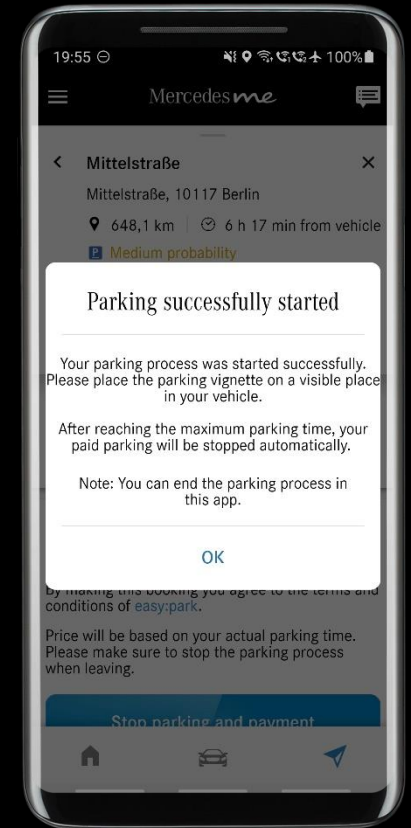 19:55
100%
Mercedes me
Mittelstraße
Mittelstraße, 10117 Berlin
648,1 km 6 h 17 min from vehicle
P Medium probability
Parking successfully started
Your parking process was started successfully.
Please place the parking vignette on a visible place
in your vehicle.
After reaching the maximum parking time, your
paid parking will be stopped automatically.
Note: You can end the parking process in
this app.
OK
By making this booking you agree to the terms and
conditions of easy:park.
Price will be based on your actual parking time.
Please make sure to stop the parking process
when leaving.
Stop parking and payment